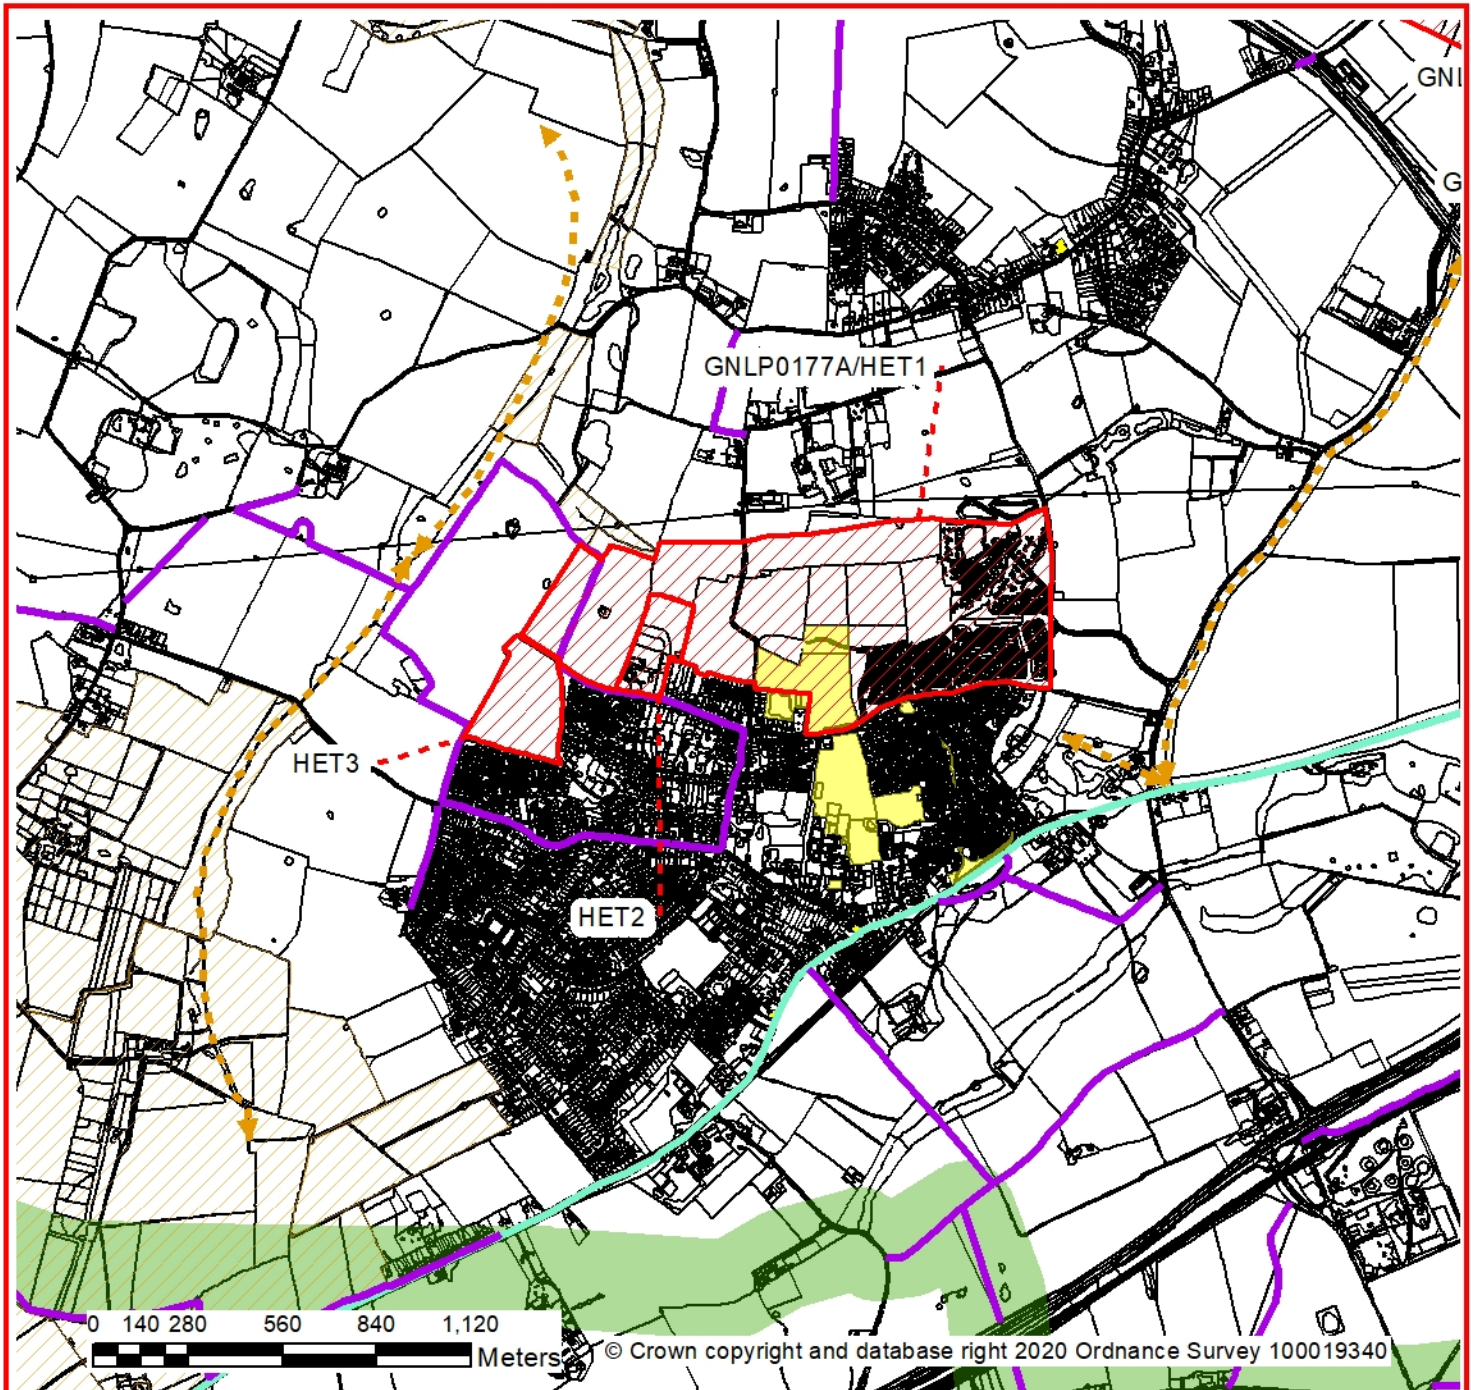 GNL
G
GNLP0177A/HET1
HET3
HET2
0 140 280 560 840 1,120
Meters
© Crown copyright and database right 2020 Ordnance Survey 100019340